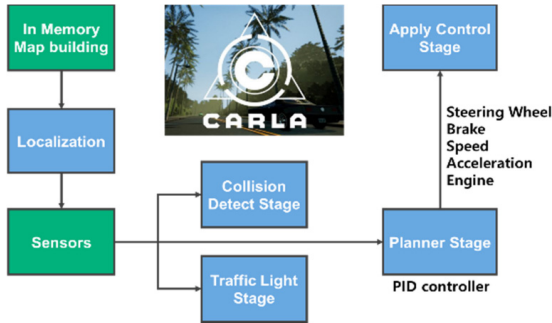 In Memory
Map building
CARLA
Apply Control
Stage
Localization
Steering Wheel
Brake
Speed
Acceleration
Engine
Collision
Detect Stage
Sensors
Planner Stage
Traffic Light
Stage
PID controller